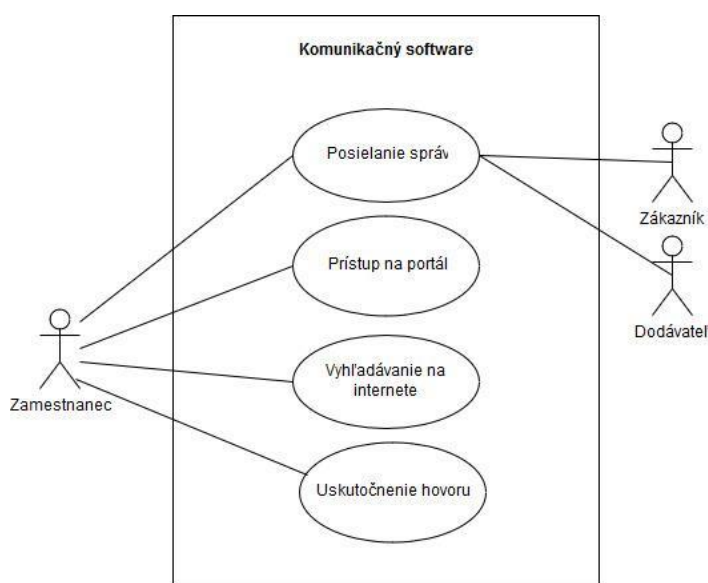 Komunikačný software
Posielanie správ
Zákazník
Prístup na portál
Dodávateľ
Zamestnanec
Vyhľadávanie na
internete
Uskutočnenie hovoru